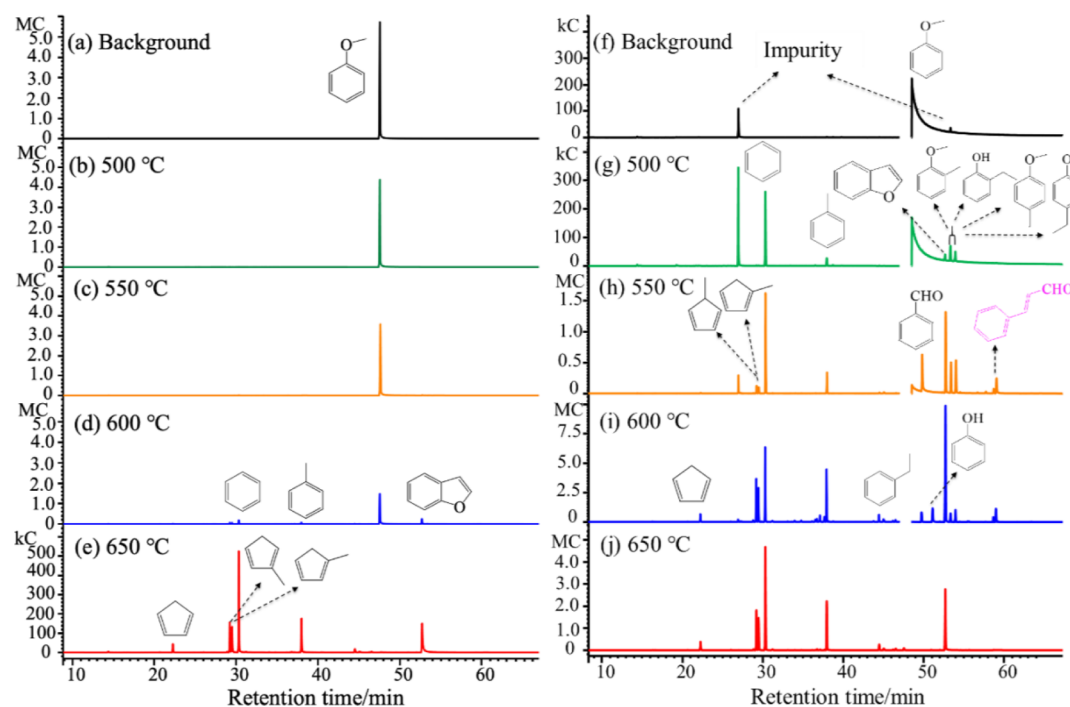 MC
5.0
4.0
3.0
2.0
1.0
0
(a) Background
O
MC
5.0
4.0
3.0
2.0
1.0
0
(b) 500 ℃
MC
5.0
4.0
3.0
2.0
1.0
0
(c) 550 ℃
MC
5.0
4.0
3.0
2.0
1.0
0
(d) 600 ℃
O
kC
500
400
300
200
100
0
(e) 650 ℃
10 20 30 40 50 60
Retention time/min
kC
400
300
200
100
0
(f) Background
Impurity
O
kC
400
300
200
100
0
(g) 500 ℃
O
O
OH
O
O
MC
1.5
1.0
0.5
0.0
(h) 550 ℃
CHO
CHO
MC
7.5
5.0
2.5
0.0
(i) 600 ℃
OH
MC
4.0
3.0
2.0
1.0
0
(j) 650 ℃
10 20 30 40 50 60
Retention time/min